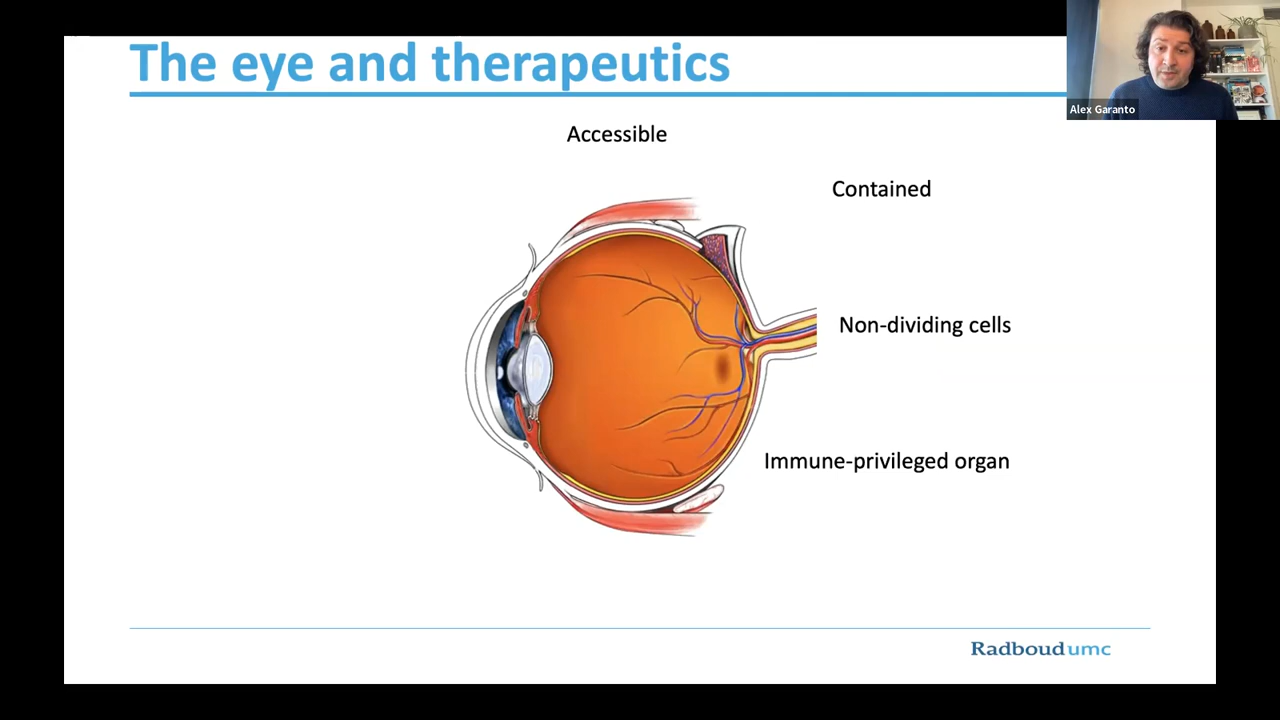 The eye and therapeutics
Alex Garanto
Accessible
Contained
Non-dividing cells
Immune-privileged organ
Radboudumc